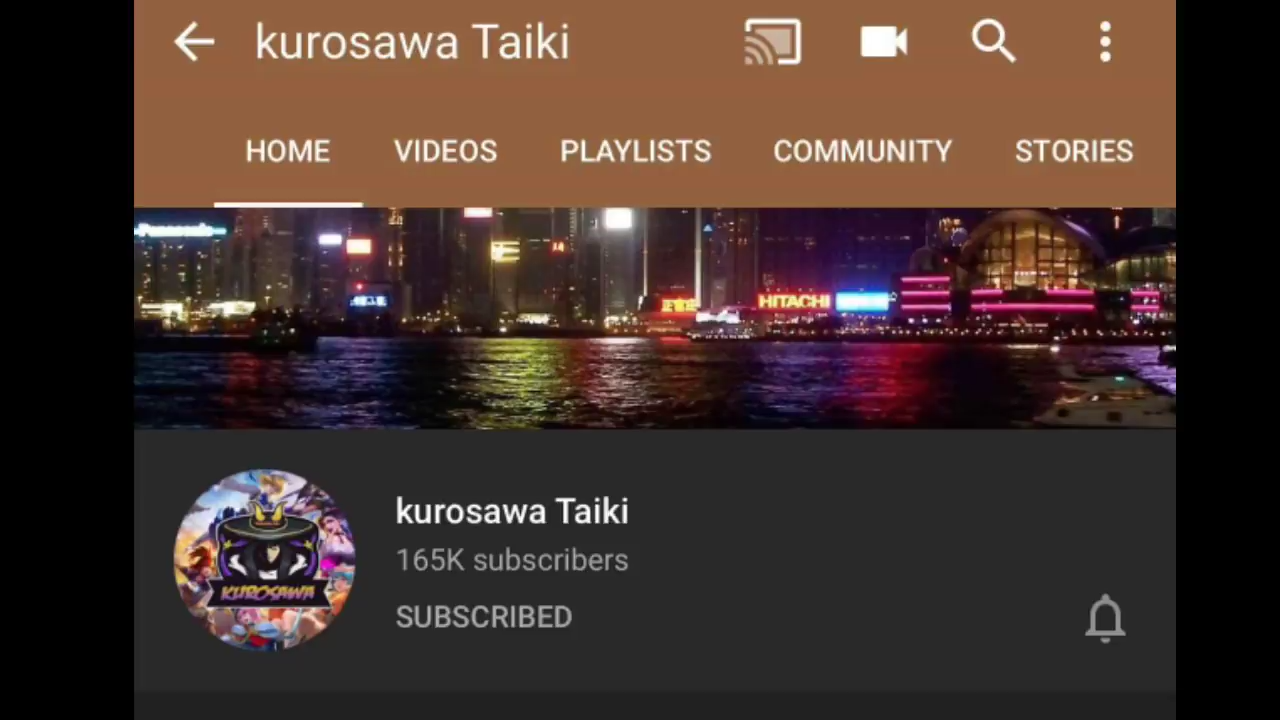 kurosawa Taiki
HOME VIDEOS PLAYLISTS COMMUNITY STORIES
Panasonic
HITACHI
KUROSAWA
kurosawa Taiki
165K subscribers
SUBSCRIBED